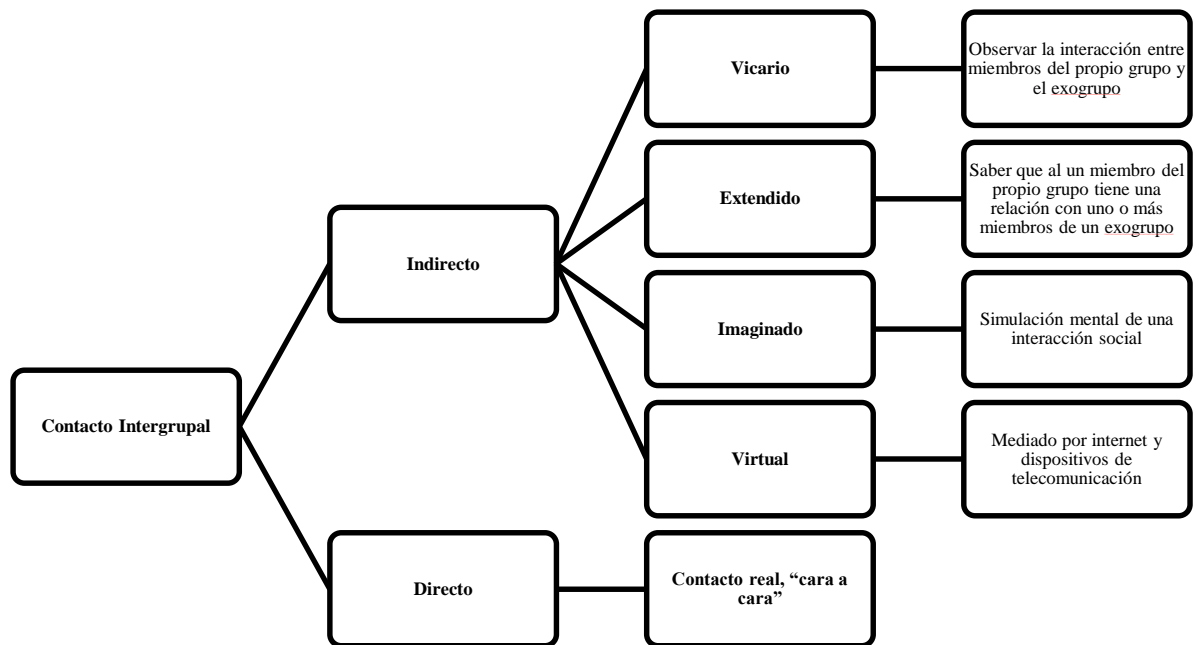 Vicario
Observar la interacción entre
miembros del propio grupo y
el exogrupo
Extendido
Saber que al un miembro del
propio grupo tiene una
relación con uno o más
miembros de un exogrupo
Indirecto
Imaginado
Simulación mental de una
interacción social
Contacto Intergrupal
Virtual
Mediado por internet y
dispositivos de
telecomunicación
Directo
Contacto real, “cara a
cara”